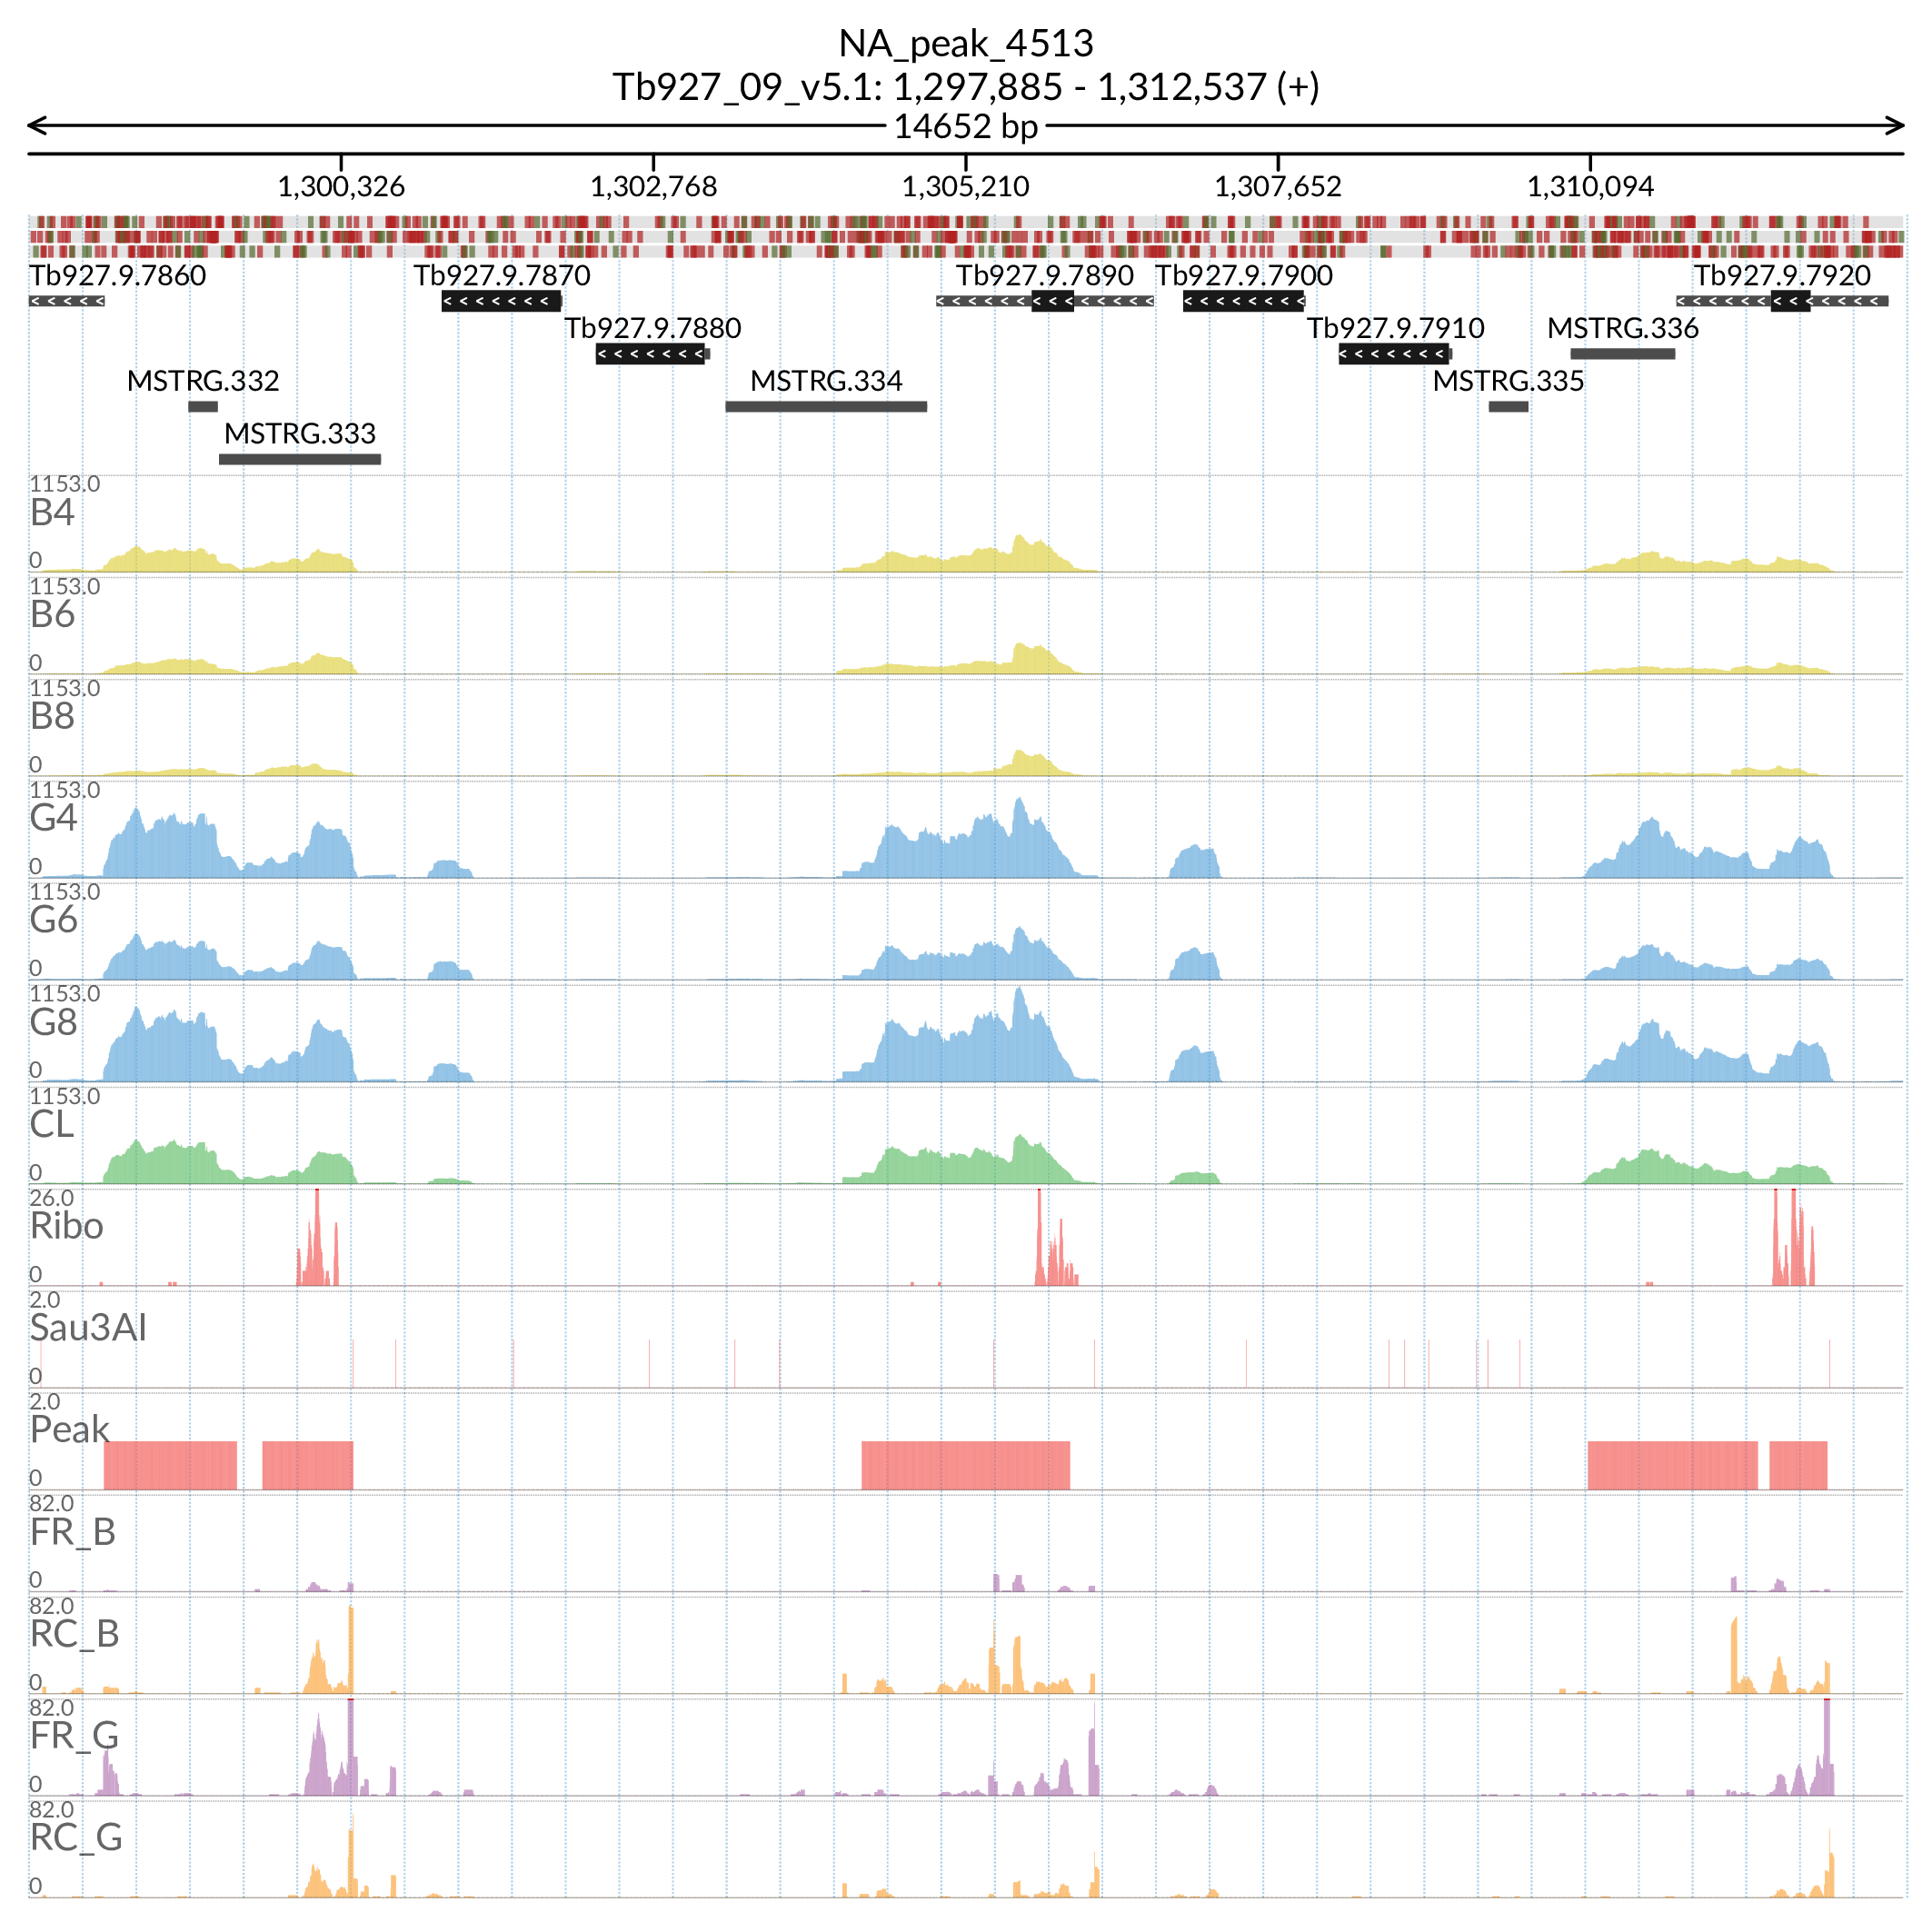 NA_peak_4513
Tb927_09_v5.1: 1,297,885 - 1,312,537 (+)
14652 bp
1,300,326 1,302,768 1,305,210 1,307,652 1,310,094
Tb927.9.7860 Tb927.9.7870 Tb927.9.7890 Tb927.9.7900 Tb927.9.7920
Tb927.9.7880 Tb927.9.7910 MSTRG.336
MSTRG.332 MSTRG.334 MSTRG.335
MSTRG.333
1153.0
B4
0
1153.0
B6
0
1153.0
B8
0
1153.0
G4
0
1153.0
G6
0
1153.0
G8
0
1153.0
CL
0
26.0
Ribo
0
2.0
Sau3AI
0
2.0
Peak
0
82.0
FR_B
0
82.0
RC_B
0
82.0
FR_G
0
82.0
RC_G
0